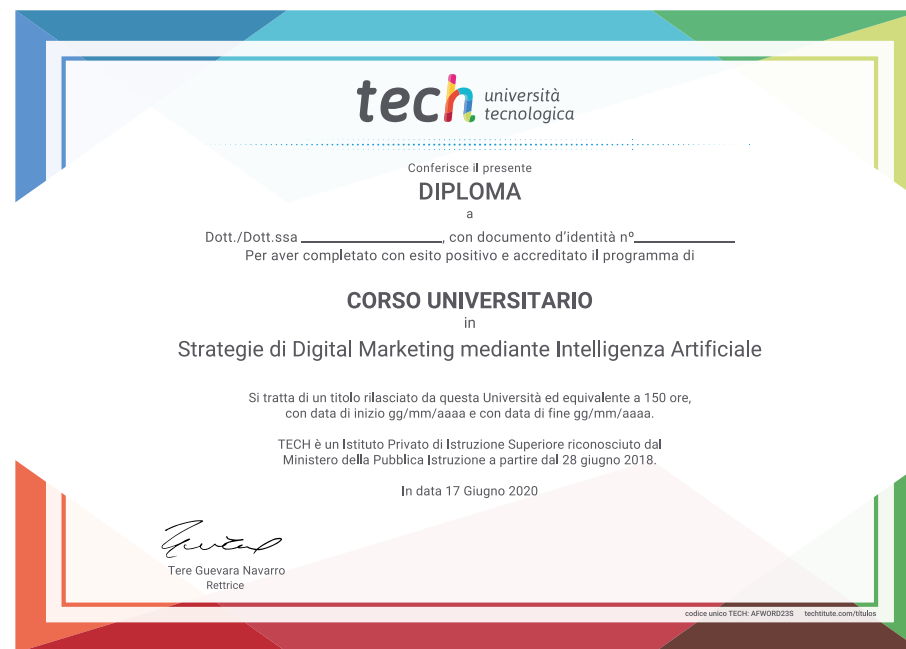 tech università
tecnologica
Conferisce il presente
DIPLOMA
a
Dott./Dott.ssa ____________________, con documento d'identità nº______________
Per aver completato con esito positivo e accreditato il programma di
CORSO UNIVERSITARIO
in
Strategie di Digital Marketing mediante Intelligenza Artificiale
Si tratta di un titolo rilasciato da questa Università ed equivalente a 150 ore,
con data di inizio gg/mm/aaaa e con data di fine gg/mm/aaaa.
TECH è un Istituto Privato di Istruzione Superiore riconosciuto dal
Ministero della Pubblica Istruzione a partire dal 28 giugno 2018.
In data 17 Giugno 2020
Tere Guevara Navarro
Rettrice
codice unico TECH: AFWORD23S techtitute.com/titulos